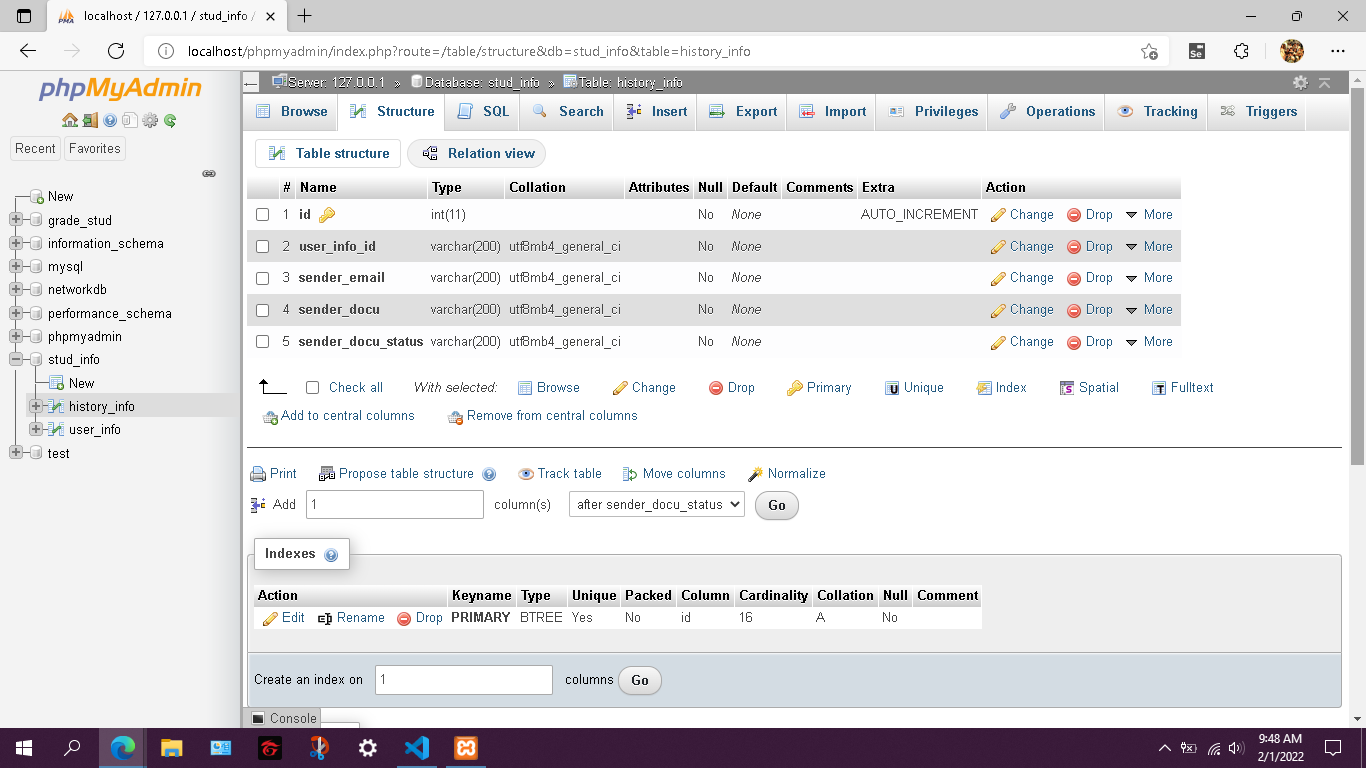 localhost / 127.0.0.1 / stud_info /
localhost/phpmyadmin/index.php?route=/table/structure&db=stud_info&table=history_info
phpMyAdmin
Recent Favorites
New
grade_stud
information_schema
mysql
networkdb
performance_schema
phpmyadmin
stud_info
New
history_info
user_info
test
Server: 127.0.0.1 » Database: stud_info » Table: history_info
Browse Structure SQL Search Insert Export Import Privileges Operations Tracking Triggers
Table structure Relation view
# Name Type Collation Attributes Null Default Comments Extra Action
1 id int(11) No None AUTO_INCREMENT Change Drop More
2 user_info_id varchar(200) utf8mb4_general_ci No None Change Drop More
3 sender_email varchar(200) utf8mb4_general_ci No None Change Drop More
4 sender_docu varchar(200) utf8mb4_general_ci No None Change Drop More
5 sender_docu_status varchar(200) utf8mb4_general_ci No None Change Drop More
Check all With selected: Browse Change Drop Primary Unique Index Spatial Fulltext
Add to central columns Remove from central columns
Print Propose table structure Track table Move columns Normalize
Add 1 column(s) after sender_docu_status Go
Indexes
Action Keyname Type Unique Packed Column Cardinality Collation Null Comment
Edit Rename Drop PRIMARY BTREE Yes No id 16 A No
Create an index on 1 columns Go
Console
9:48 AM
2/1/2022